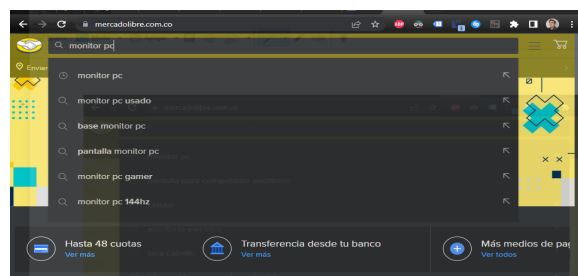 mercadolibre.com.co
monitor pc
Enviar
monitor pc
monitor pc usado
base monitor pc
pantalla monitor pc
monitor pc gamer
monitor pc 144hz
Hasta 48 cuotas
Ver más
Transferencia desde tu banco
Ver más
Más medios de pag
Ver todos